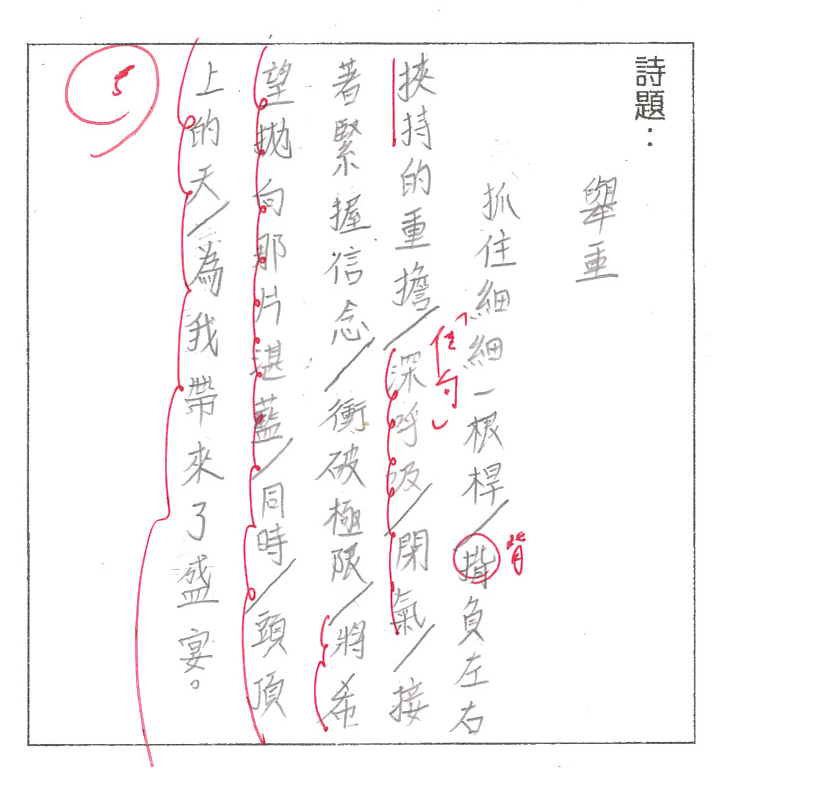 詩題：
舉重
抓住細細一根桿／揹負左右
背
挾持的重擔／深呼吸／閉氣／接
「佳句」
著緊握信念／衝破極限／將希
望拋向那片湛藍／同時／頭頂
上的天／為我帶來了盛宴。
5